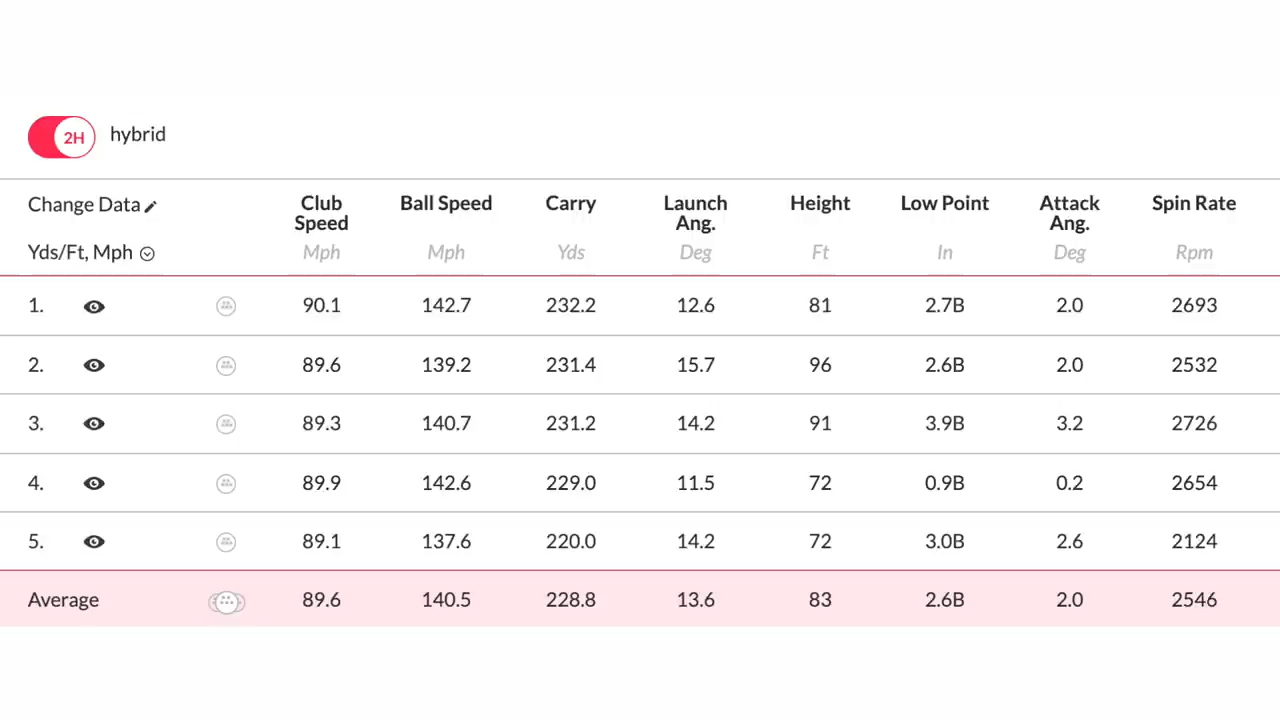 2H hybrid
Change Data Club Speed Ball Speed Carry Launch Ang. Height Low Point Attack Ang. Spin Rate
Yds/Ft, Mph Mph Mph Yds Deg Ft In Deg Rpm
1. 90.1 142.7 232.2 12.6 81 2.7B 2.0 2693
2. 89.6 139.2 231.4 15.7 96 2.6B 2.0 2532
3. 89.3 140.7 231.2 14.2 91 3.9B 3.2 2726
4. 89.9 142.6 229.0 11.5 72 0.9B 0.2 2654
5. 89.1 137.6 220.0 14.2 72 3.0B 2.6 2124
Average 89.6 140.5 228.8 13.6 83 2.6B 2.0 2546